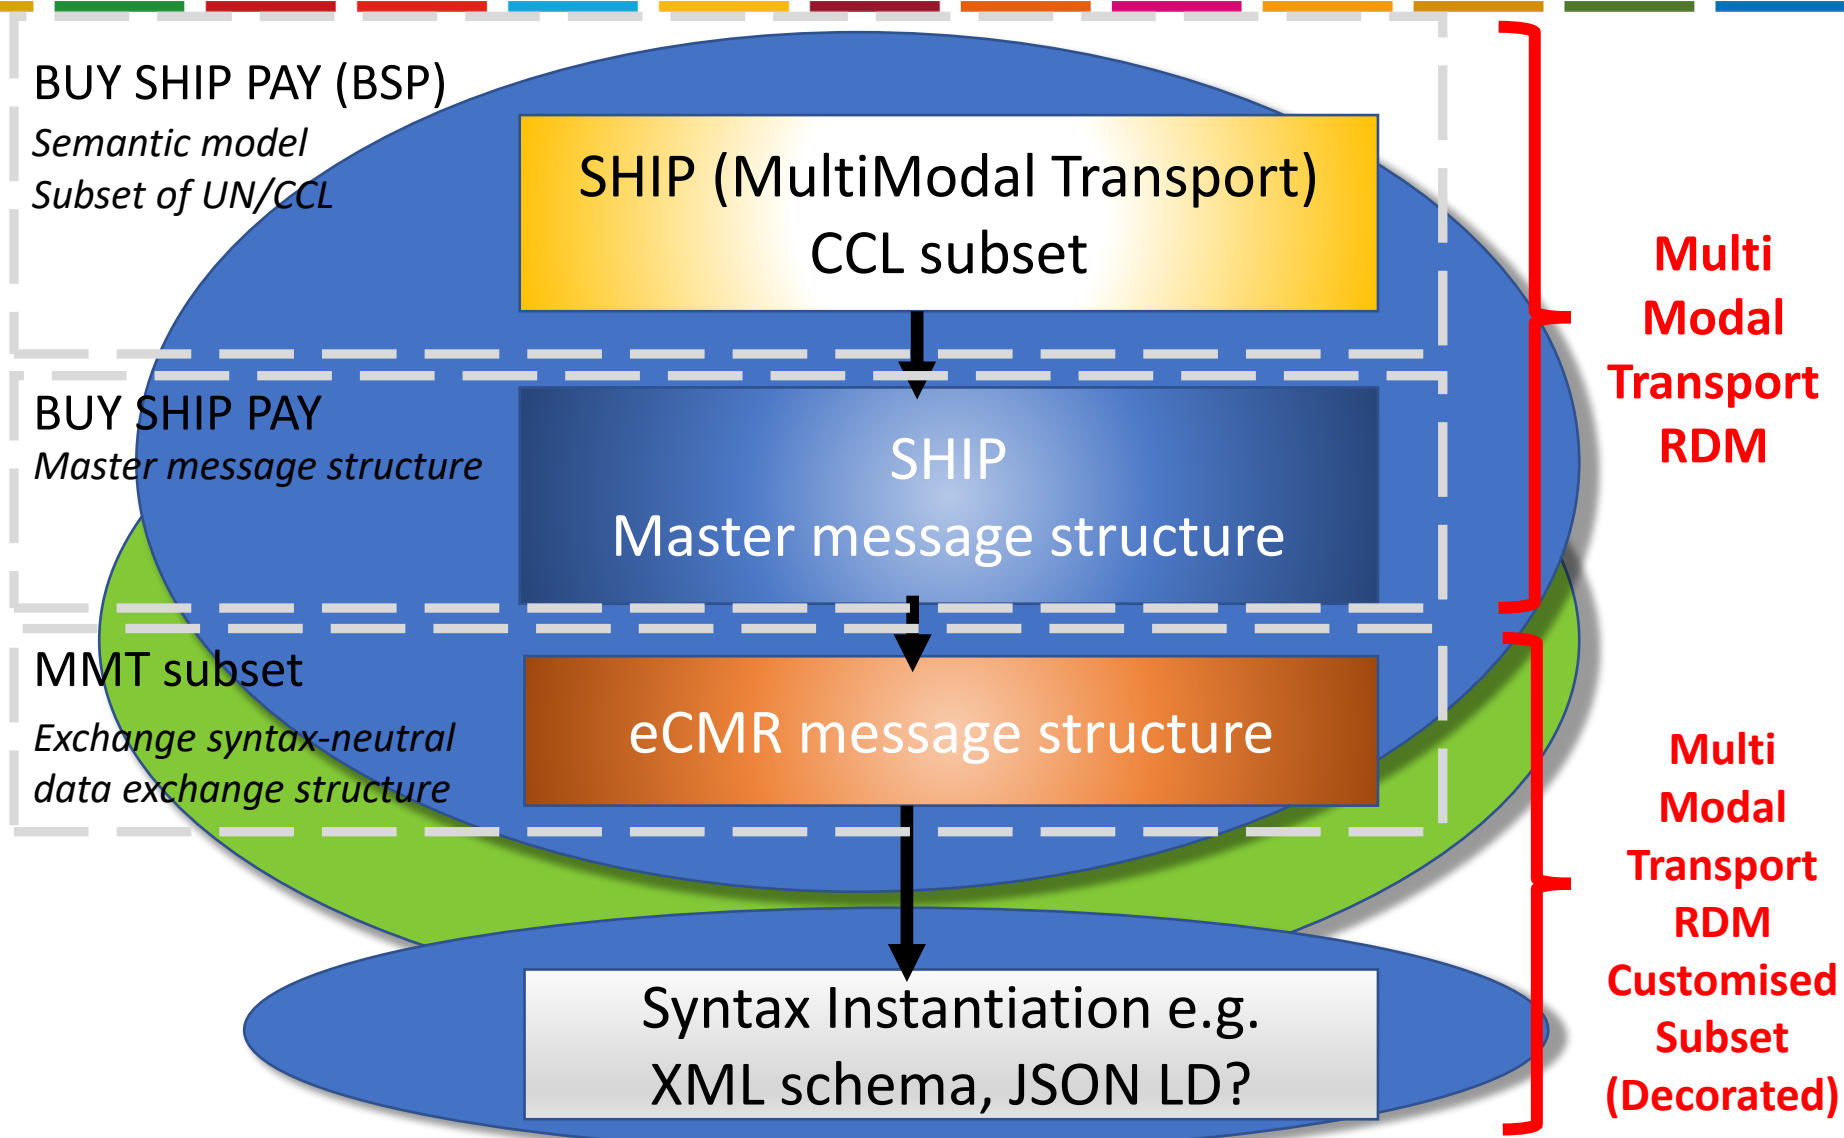 BUY SHIP PAY (BSP)
Semantic model
Subset of UN/CCL
SHIP (MultiModal Transport)
CCL subset
BUY SHIP PAY
Master message structure
SHIP
Master message structure
MMT subset
Exchange syntax-neutral
data exchange structure
eCMR message structure
Syntax Instantiation e.g.
XML schema, JSON LD?
Multi
Modal
Transport
RDM
Multi
Modal
Transport
RDM
Customised
Subset
(Decorated)